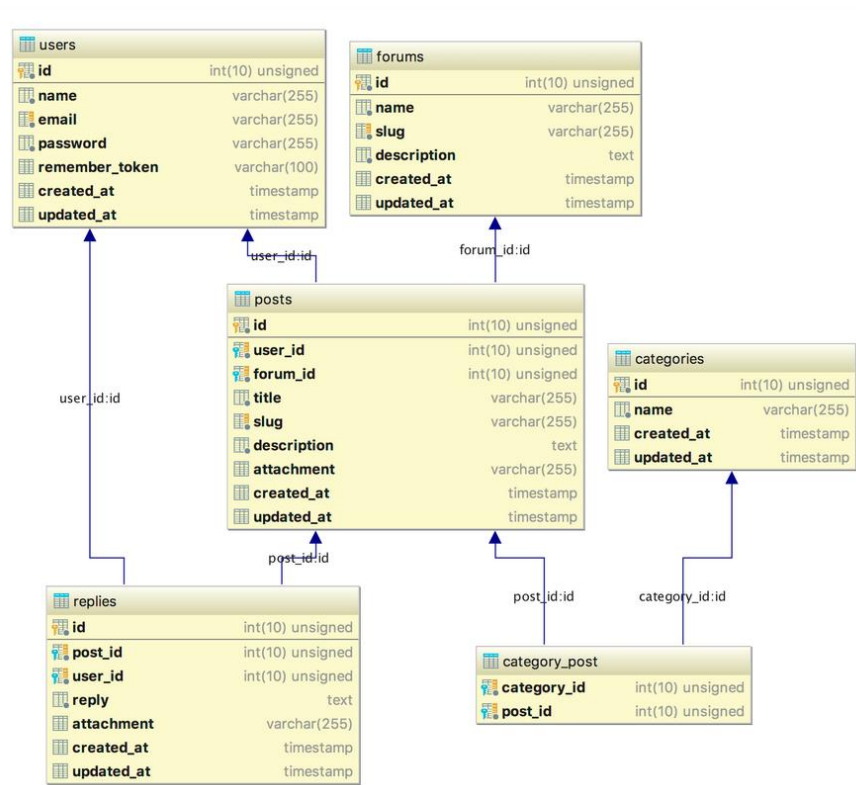 users
id int(10) unsigned
name varchar(255)
email varchar(255)
password varchar(255)
remember_token varchar(100)
created_at timestamp
updated_at timestamp
forums
id int(10) unsigned
name varchar(255)
slug varchar(255)
description text
created_at timestamp
updated_at timestamp
user_id:id
forum_id:id
posts
id int(10) unsigned
user_id int(10) unsigned
forum_id int(10) unsigned
title varchar(255)
slug varchar(255)
description text
attachment varchar(255)
created_at timestamp
updated_at timestamp
categories
id int(10) unsigned
name varchar(255)
created_at timestamp
updated_at timestamp
user_id:id
post_id:id
post_id:id
category_id:id
replies
id int(10) unsigned
post_id int(10) unsigned
user_id int(10) unsigned
reply text
attachment varchar(255)
created_at timestamp
updated_at timestamp
category_post
category_id int(10) unsigned
post_id int(10) unsigned